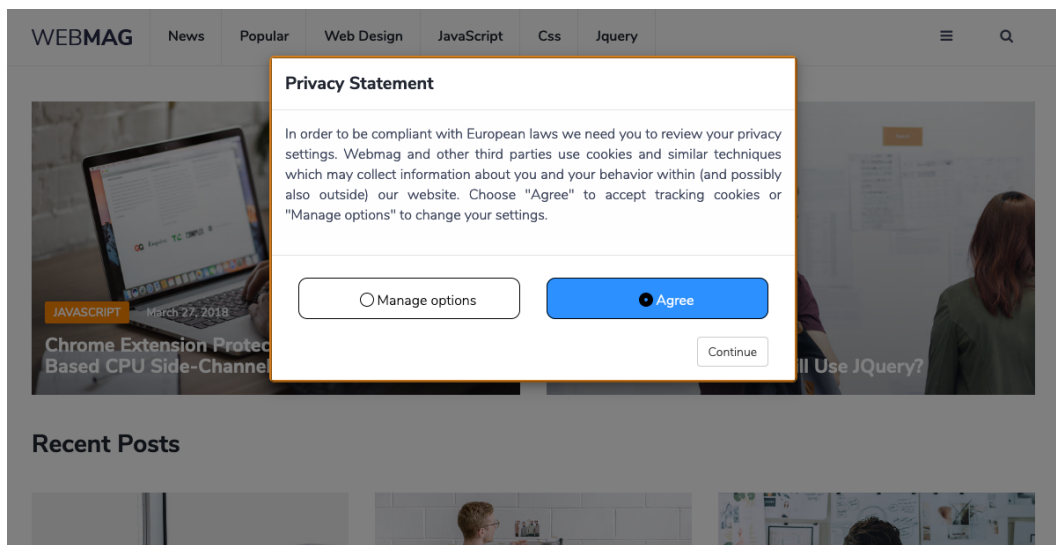 WEBMAG
News
Popular
Web Design
JavaScript
Css
Jquery
Privacy Statement
In order to be compliant with European laws we need you to review your privacy
settings. Webmag and other third parties use cookies and similar techniques
which may collect information about you and your behavior within (and possibly
also outside) our website. Choose "Agree" to accept tracking cookies or
"Manage options" to change your settings.
Manage options
Agree
Continue
JAVASCRIPT
March 27, 2018
Chrome Extension Protec
Based CPU Side-Channel
ll Use JQuery?
Recent Posts